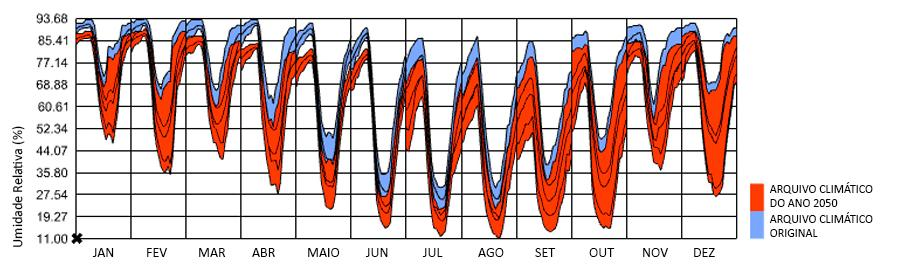 93.68
85.41
77.14
68.88
60.61
52.34
44.07
35.80
27.54
19.27
11.00
Umidade Relativa (%)
JAN FEV MAR ABR MAIO JUN JUL AGO SET OUT NOV DEZ
ARQUIVO CLIMÁTICO
DO ANO 2050
ARQUIVO CLIMÁTICO
ORIGINAL